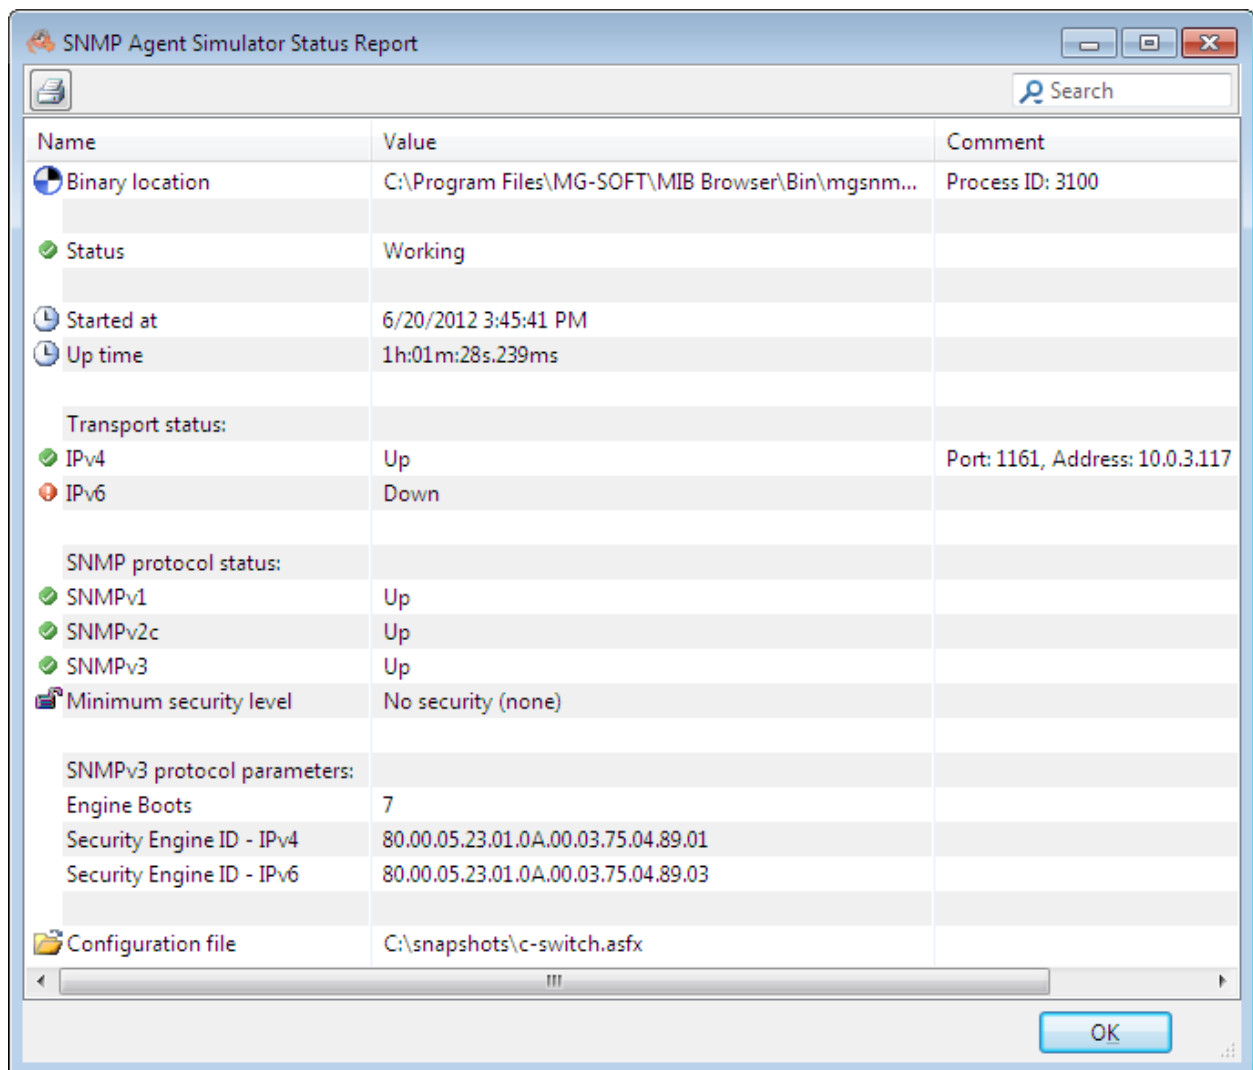 SNMP Agent Simulator Status Report
Search
Name Value Comment
Binary location C:\Program Files\MG-SOFT\MIB Browser\Bin\mgsnm... Process ID: 3100
Status Working
Started at 6/20/2012 3:45:41 PM
Up time 1h:01m:28s.239ms
Transport status:
IPv4 Up Port: 1161, Address: 10.0.3.117
IPv6 Down
SNMP protocol status:
SNMPv1 Up
SNMPv2c Up
SNMPv3 Up
Minimum security level No security (none)
SNMPv3 protocol parameters:
Engine Boots 7
Security Engine ID - IPv4 80.00.05.23.01.0A.00.03.75.04.89.01
Security Engine ID - IPv6 80.00.05.23.01.0A.00.03.75.04.89.03
Configuration file C:\snapshots\c-switch.asfx
OK